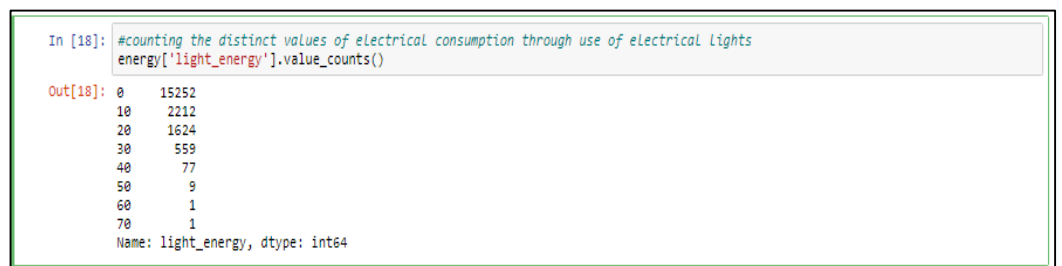 In [18]: #counting the distinct values of electrical consumption through use of electrical lights
energy['light_energy'].value_counts()
Out[18]: 0 15252
10 2212
20 1624
30 559
40 77
50 9
60 1
70 1
Name: light_energy, dtype: int64